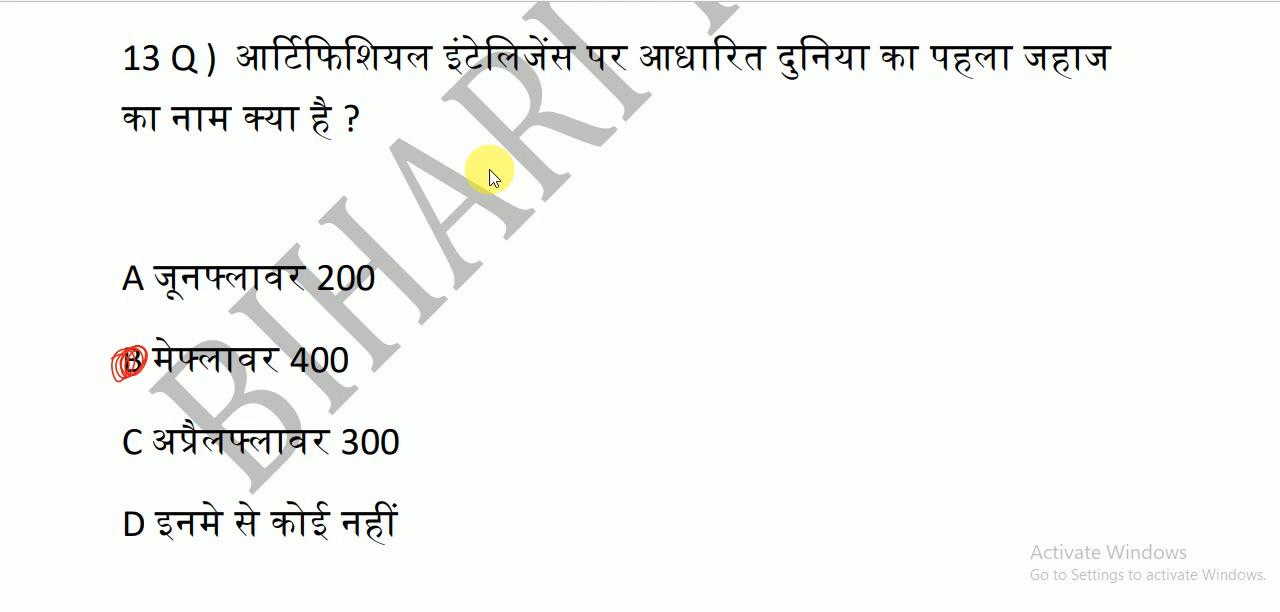 13 Q ) आर्टिफिशियल इंटेलिजेंस पर आधारित दुनिया का पहला जहाज
का नाम क्या है ?
A जूनफ्लावर 200
B मेफ्लावर 400
C अप्रैलफ्लावर 300
D इनमे से कोई नहीं
BIHARI
Activate Windows
Go to Settings to activate Windows.